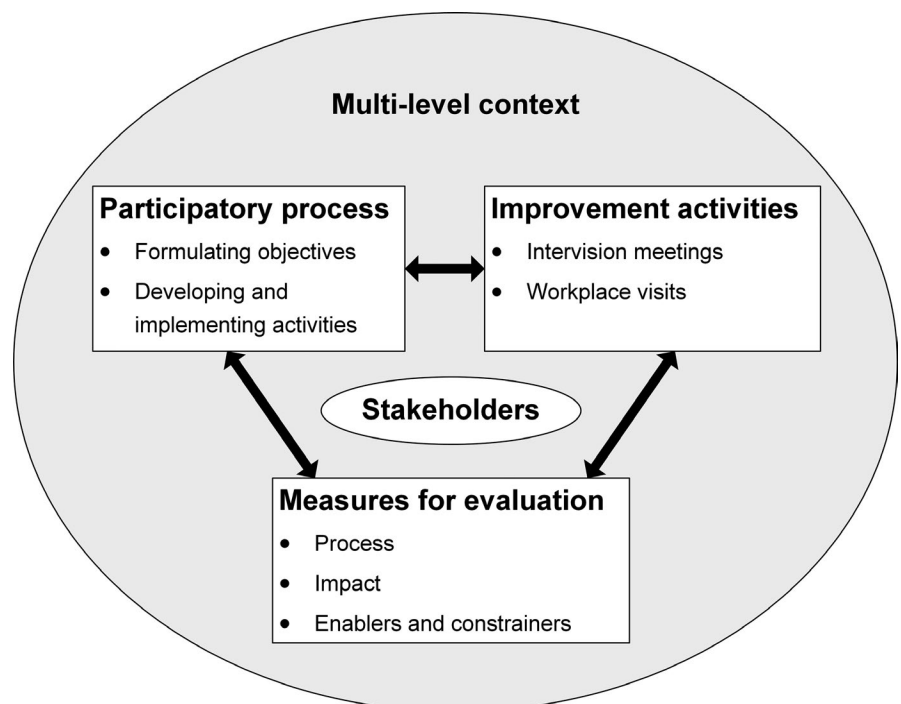 Multi-level context
Participatory process
• Formulating objectives
• Developing and
implementing activities
Improvement activities
• Intervision meetings
• Workplace visits
Stakeholders
Measures for evaluation
• Process
• Impact
• Enablers and constrainers